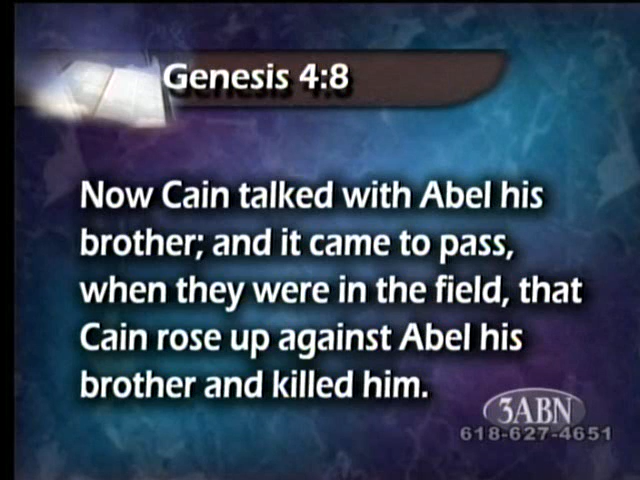 Genesis 4:8
Now Cain talked with Abel his
brother; and it came to pass,
when they were in the field, that
Cain rose up against Abel his
brother and killed him.
3ABN
618-627-4651